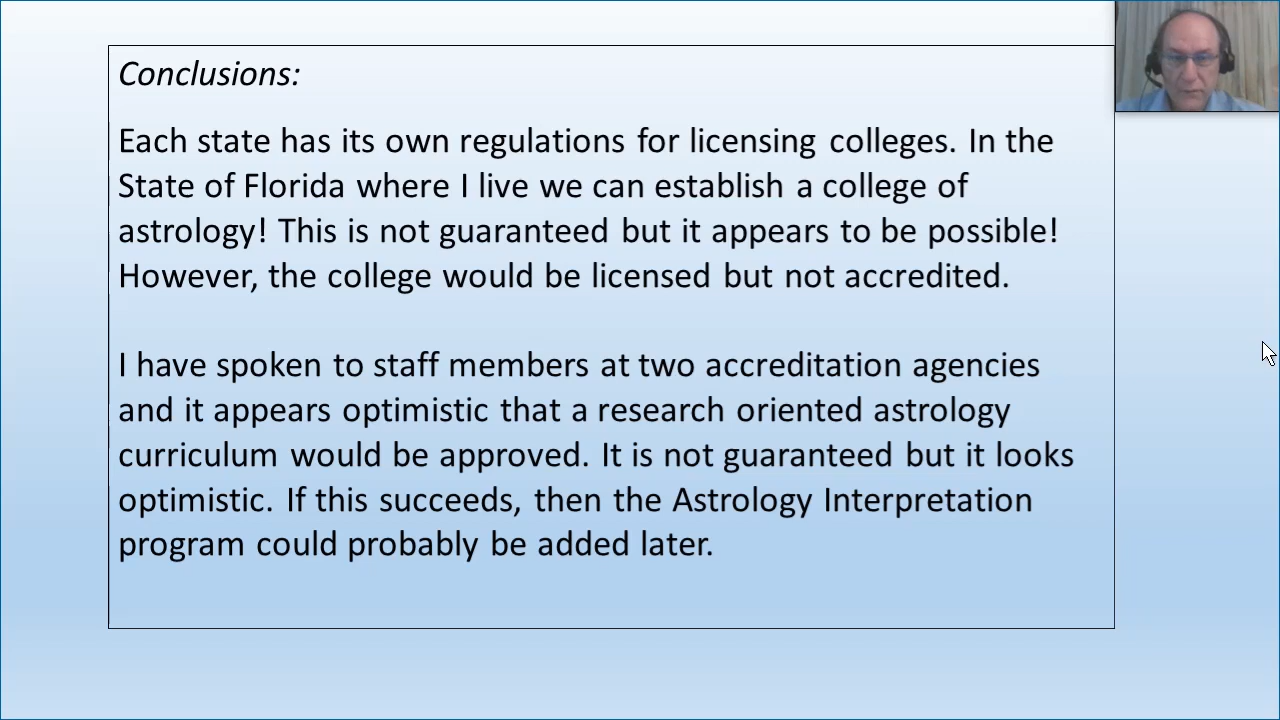 Conclusions:
Each state has its own regulations for licensing colleges. In the
State of Florida where I live we can establish a college of
astrology! This is not guaranteed but it appears to be possible!
However, the college would be licensed but not accredited.
I have spoken to staff members at two accreditation agencies
and it appears optimistic that a research oriented astrology
curriculum would be approved. It is not guaranteed but it looks
optimistic. If this succeeds, then the Astrology Interpretation
program could probably be added later.